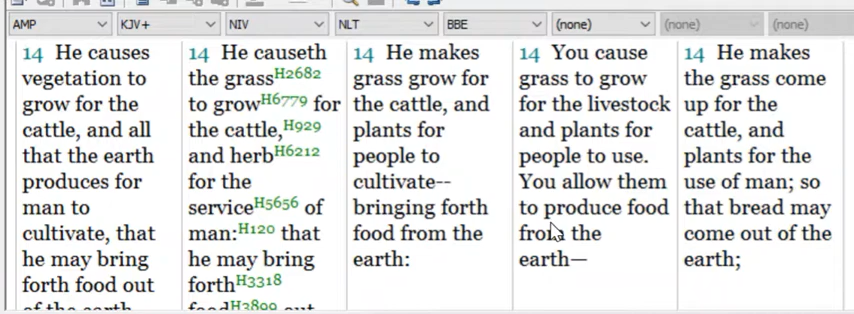 AMP KJV+ NIV NLT BBE (none) (none) (none)
14 He causes
vegetation to
grow for the
cattle, and all
that the earth
produces for
man to
cultivate, that
he may bring
forth food out
of the earth
14 He causeth
the grassH2682
to growH6779 for
the cattle,H929
and herbH6212
for the
serviceH5656 of
man:H120 that
he may bring
forthH3318
foodH3899 out
14 He makes
grass grow for
the cattle, and
plants for
people to
cultivate--
bringing forth
food from the
earth:
14 You cause
grass to grow
for the livestock
and plants for
people to use.
You allow them
to produce food
from the
earth—
14 He makes
the grass come
up for the
cattle, and
plants for the
use of man; so
that bread may
come out of the
earth;